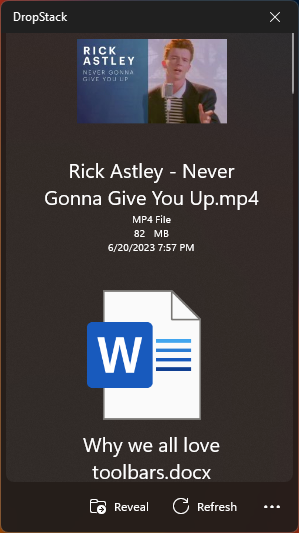 DropStack
RICK
ASTLEY
NEVER GONNA
GIVE YOU UP
Rick Astley - Never
Gonna Give You Up.mp4
MP4 File
82 MB
6/20/2023 7:57 PM
W
Why we all love
toolbars.docx
Reveal
Refresh